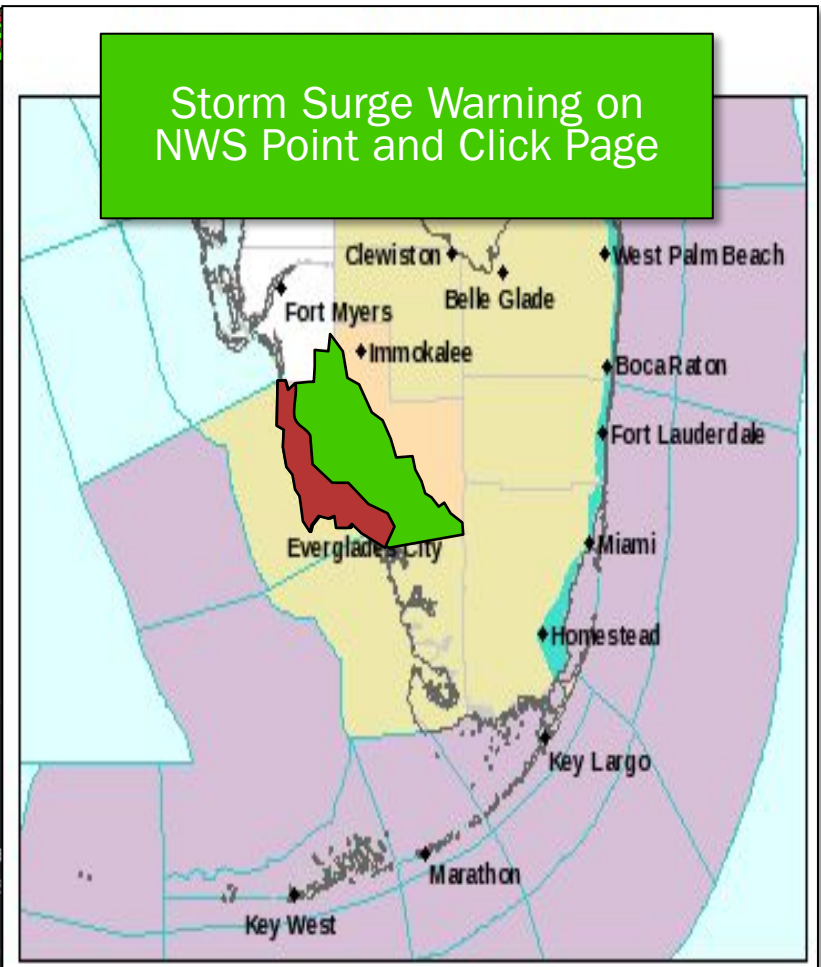 Storm Surge Warning on
NWS Point and Click Page
Clewiston
West Palm Beach
Belle Glade
Fort Myers
Immokalee
Boca Raton
Fort Lauderdale
Everglades City
Miami
Homestead
Key Largo
Marathon
Key West